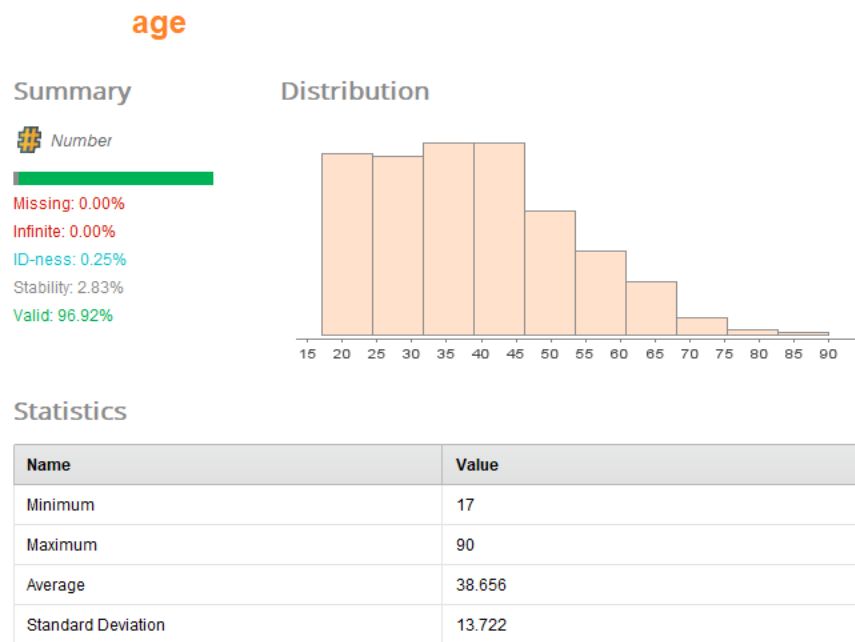 age
Summary
Distribution
# Number
Missing: 0.00%
Infinite: 0.00%
ID-ness: 0.25%
Stability: 2.83%
Valid: 96.92%
15 20 25 30 35 40 45 50 55 60 65 70 75 80 85 90
Statistics
Name Value
Minimum 17
Maximum 90
Average 38.656
Standard Deviation 13.722